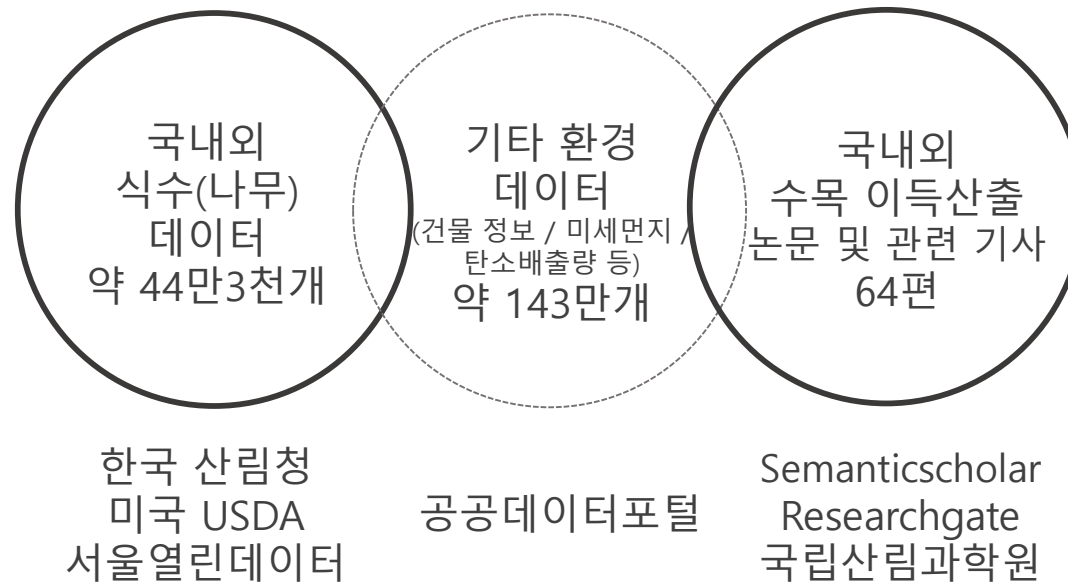 국내외
식수(나무)
데이터
약 44만3천개
기타 환경
데이터
(건물 정보 / 미세먼지 /
탄소배출량 등)
약 143만개
국내외
수목 이득산출
논문 및 관련 기사
64편
한국 산림청
미국 USDA
서울열린데이터
공공데이터포털
Semanticscholar
Researchgate
국립산림과학원